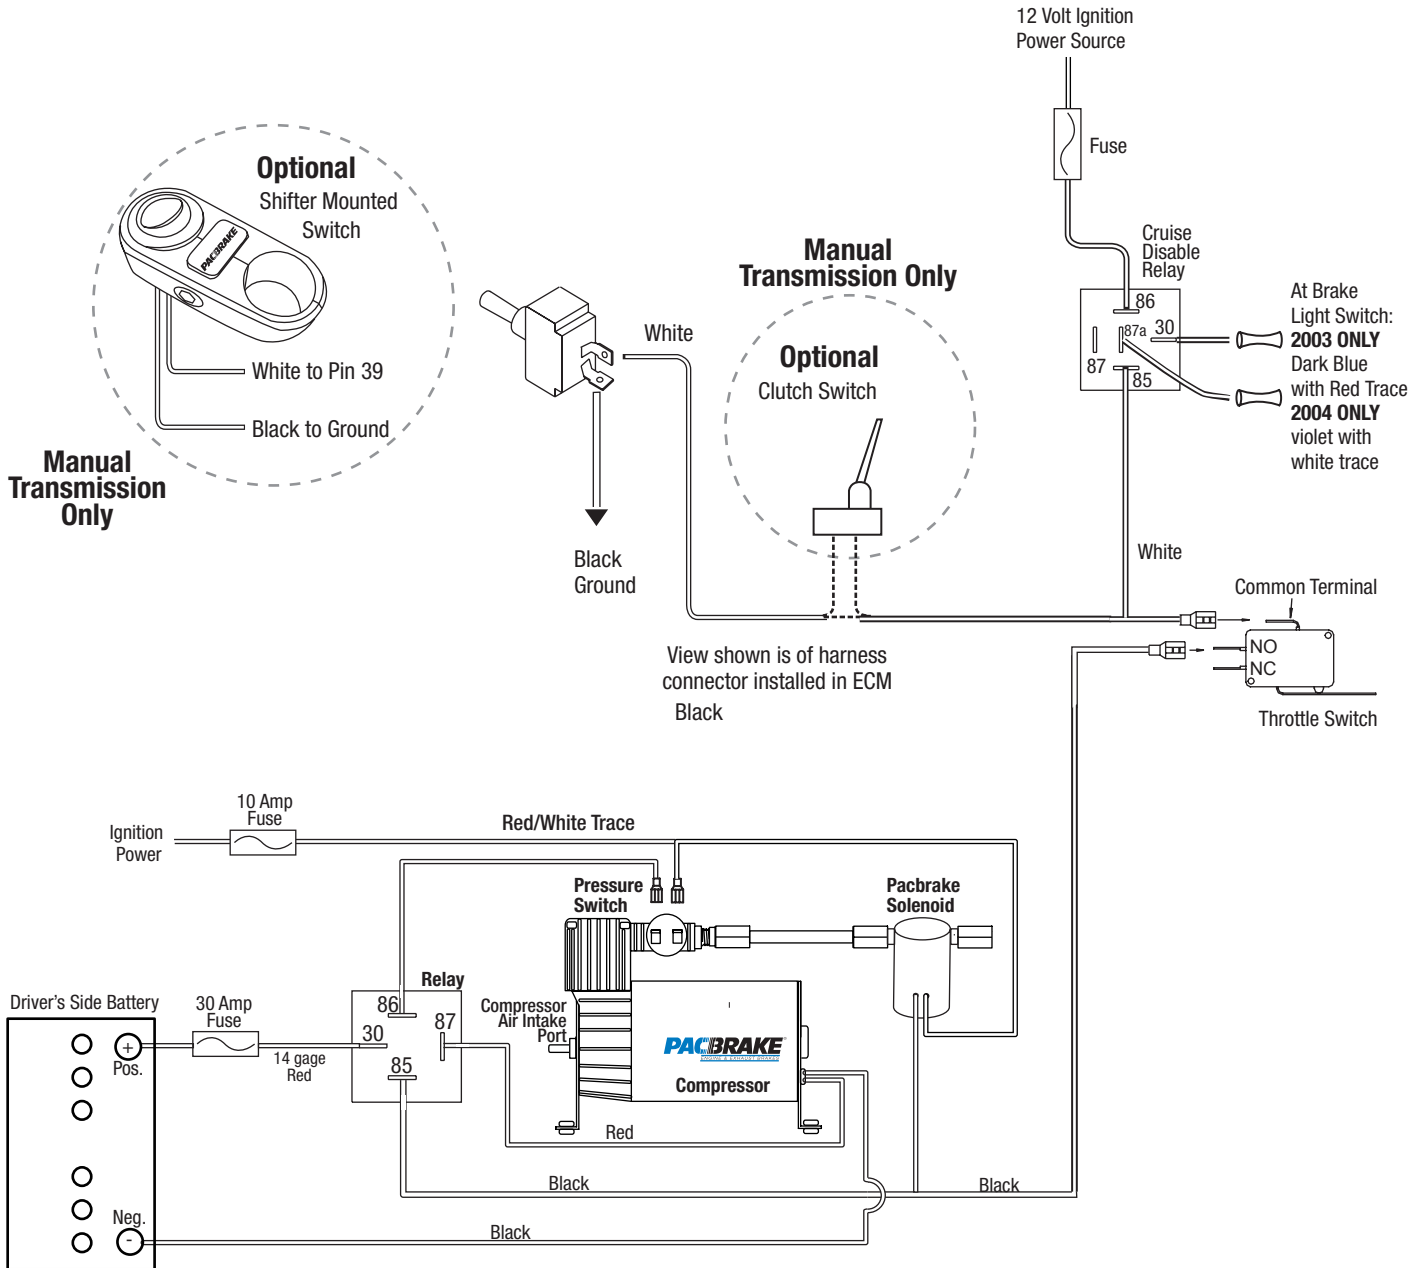 12 Volt Ignition
Power Source
Fuse
Optional
Shifter Mounted
Switch
PACBRAKE
White to Pin 39
Black to Ground
Manual
Transmission
Only
White
Black
Ground
Manual
Transmission Only
Optional
Clutch Switch
Cruise
Disable
Relay
86
87a
30
87
85
At Brake
Light Switch:
2003 ONLY
Dark Blue
with Red Trace
2004 ONLY
violet with
white trace
White
Common Terminal
NO
NC
Throttle Switch
View shown is of harness
connector installed in ECM
Black
Ignition
Power
10 Amp
Fuse
Red/White Trace
Pressure
Switch
Pacbrake
Solenoid
Driver's Side Battery
+
Pos.
30 Amp
Fuse
14 gage
Red
Relay
86
30
87
85
Compressor
Air Intake
Port
PACBRAKE
ENGINE & EXHAUST BRAKES
Compressor
Red
Black
Black
Neg.
-
Black